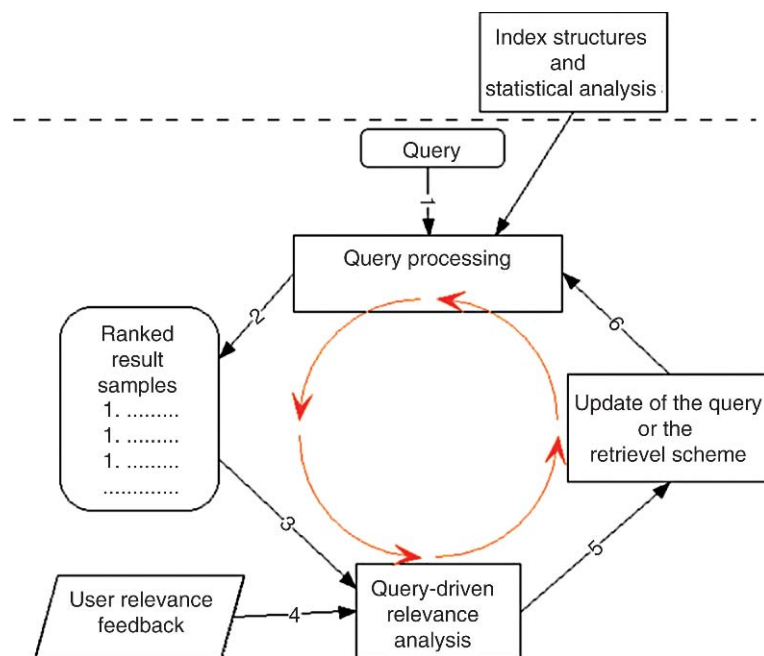 Index structures
and
statistical analysis
Query
1
Query processing
2
6
Ranked
result
samples
1. .........
1. .........
1. .........
.............
Update of the query
or the
retrievel scheme
3
5
User relevance
feedback
4
Query-driven
relevance
analysis